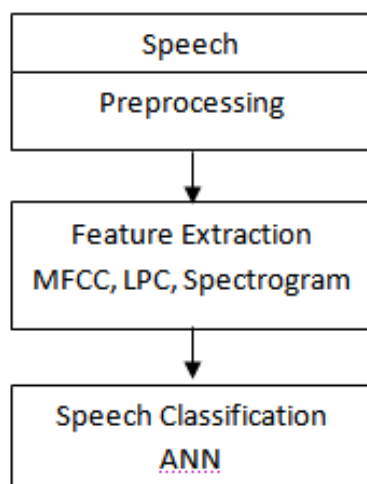 Speech
Preprocessing
Feature Extraction
MFCC, LPC, Spectrogram
Speech Classification
ANN